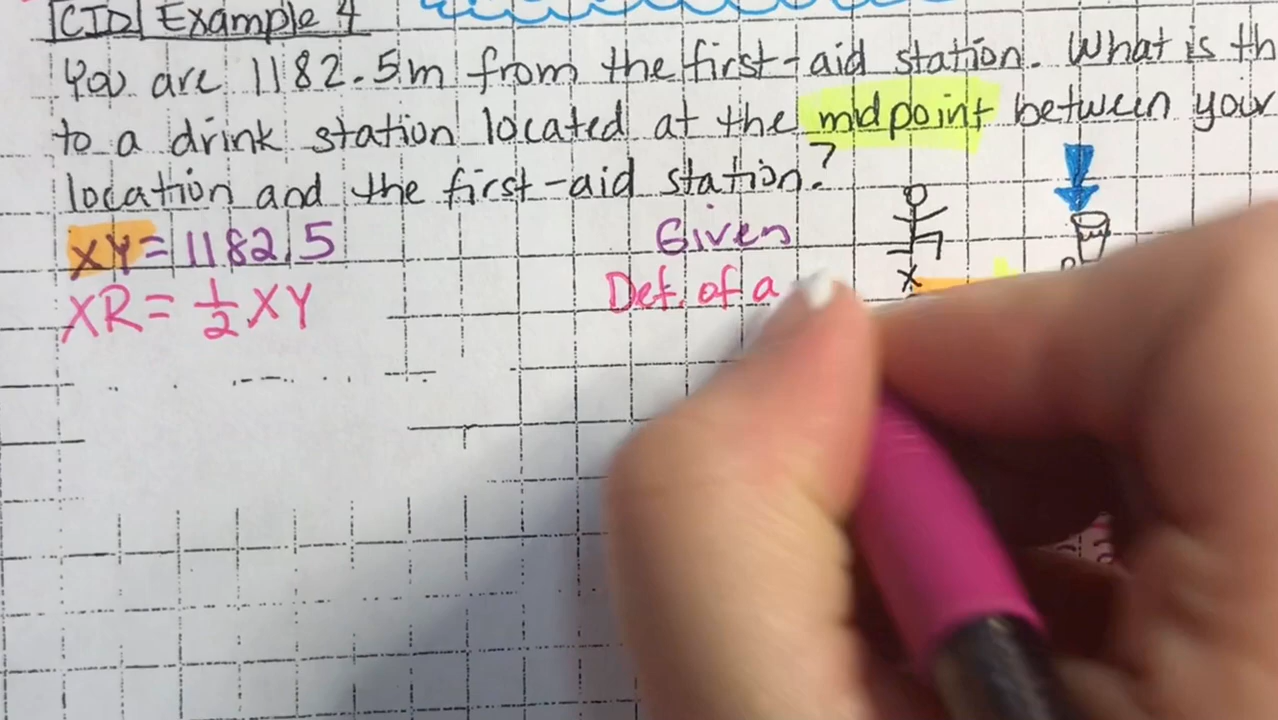 CID Example 4
You are 1182.5m from the first-aid station. What is th
to a drink station located at the midpoint between your
location and the first-aid station?
XY = 1182.5 Given
XR = 1/2 XY Def. of a
X